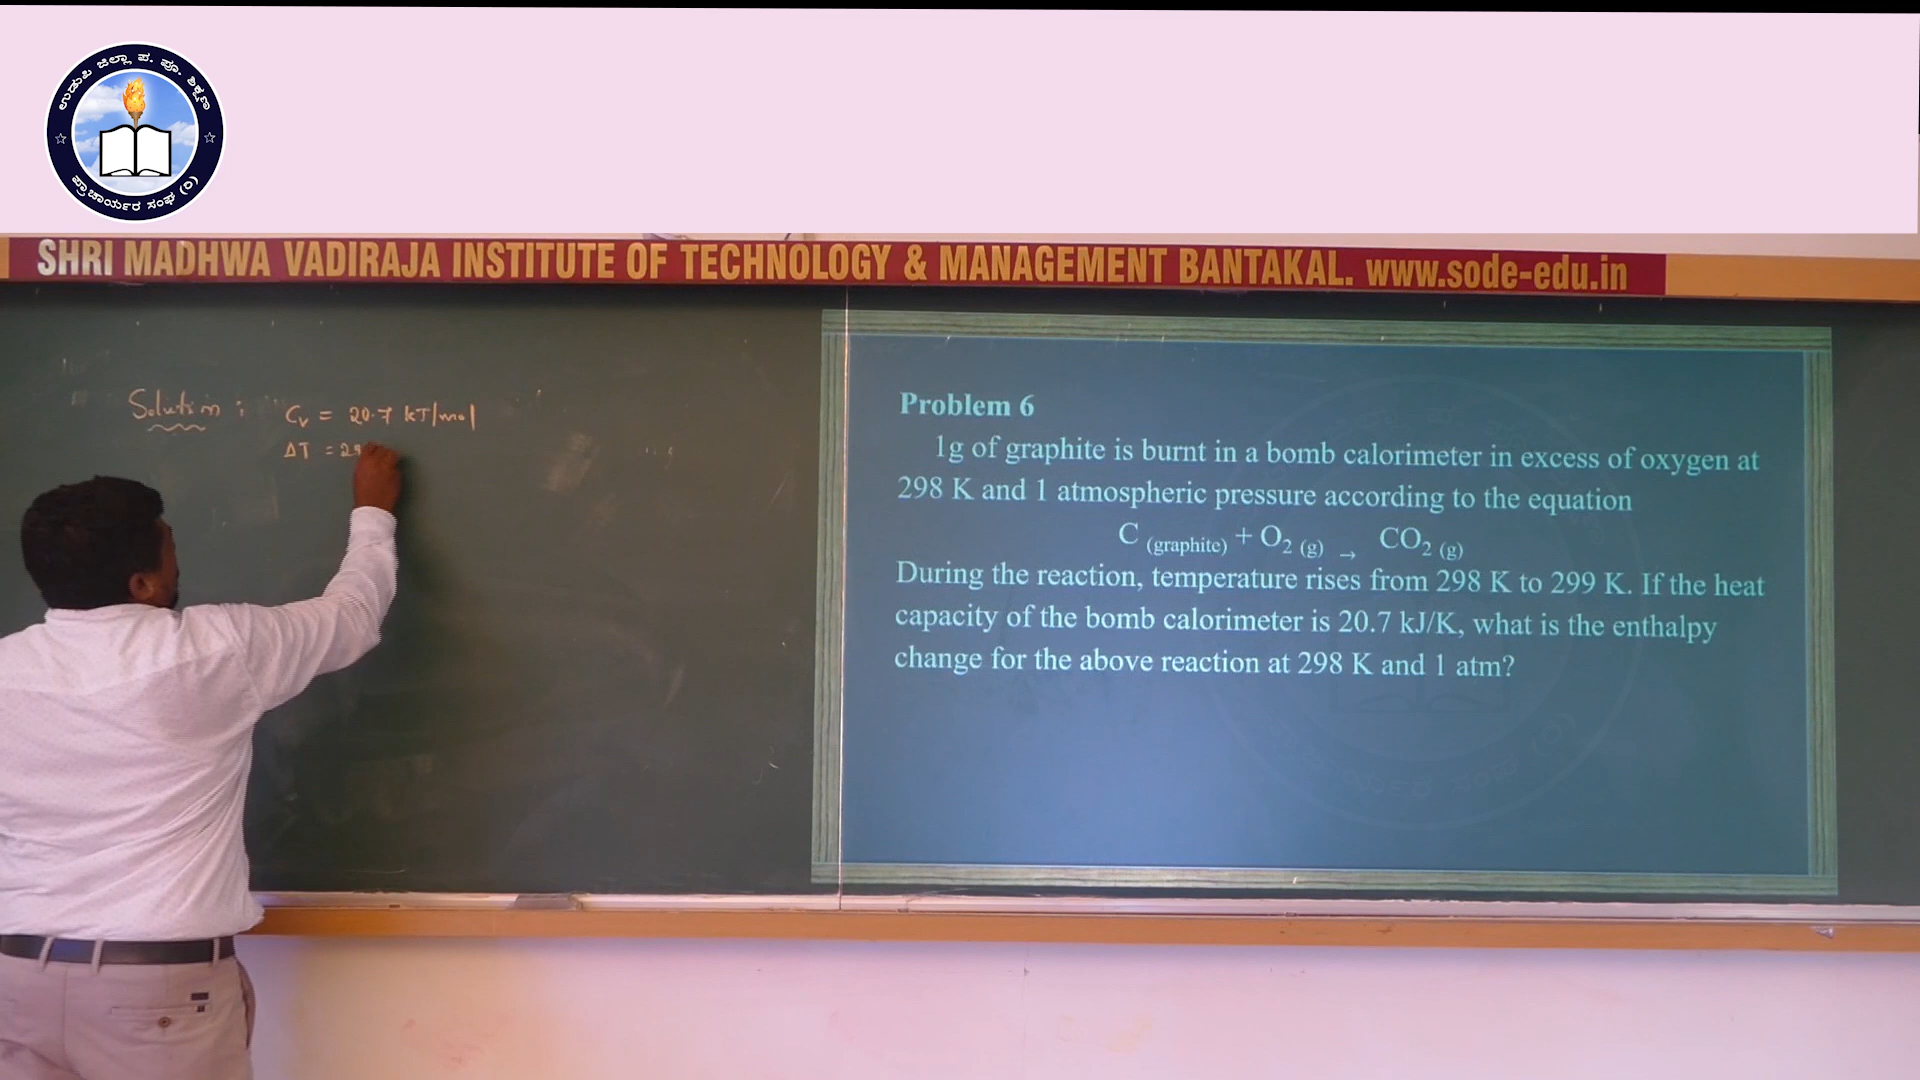 ಉಡುಪಿ ಜಿಲ್ಲಾ ಪ. ಪೂ. ಶಿಕ್ಷಣ
ಪ್ರಾಚಾರ್ಯರ ಸಂಘ (ರಿ)
SHRI MADHWA VADIRAJA INSTITUTE OF TECHNOLOGY & MANAGEMENT BANTAKAL. www.sode-edu.in
Solution : Cv = 20.7 kJ/mol
ΔT = 29
Problem 6
1g of graphite is burnt in a bomb calorimeter in excess of oxygen at
298 K and 1 atmospheric pressure according to the equation
C (graphite) + O2 (g) → CO2 (g)
During the reaction, temperature rises from 298 K to 299 K. If the heat
capacity of the bomb calorimeter is 20.7 kJ/K, what is the enthalpy
change for the above reaction at 298 K and 1 atm?